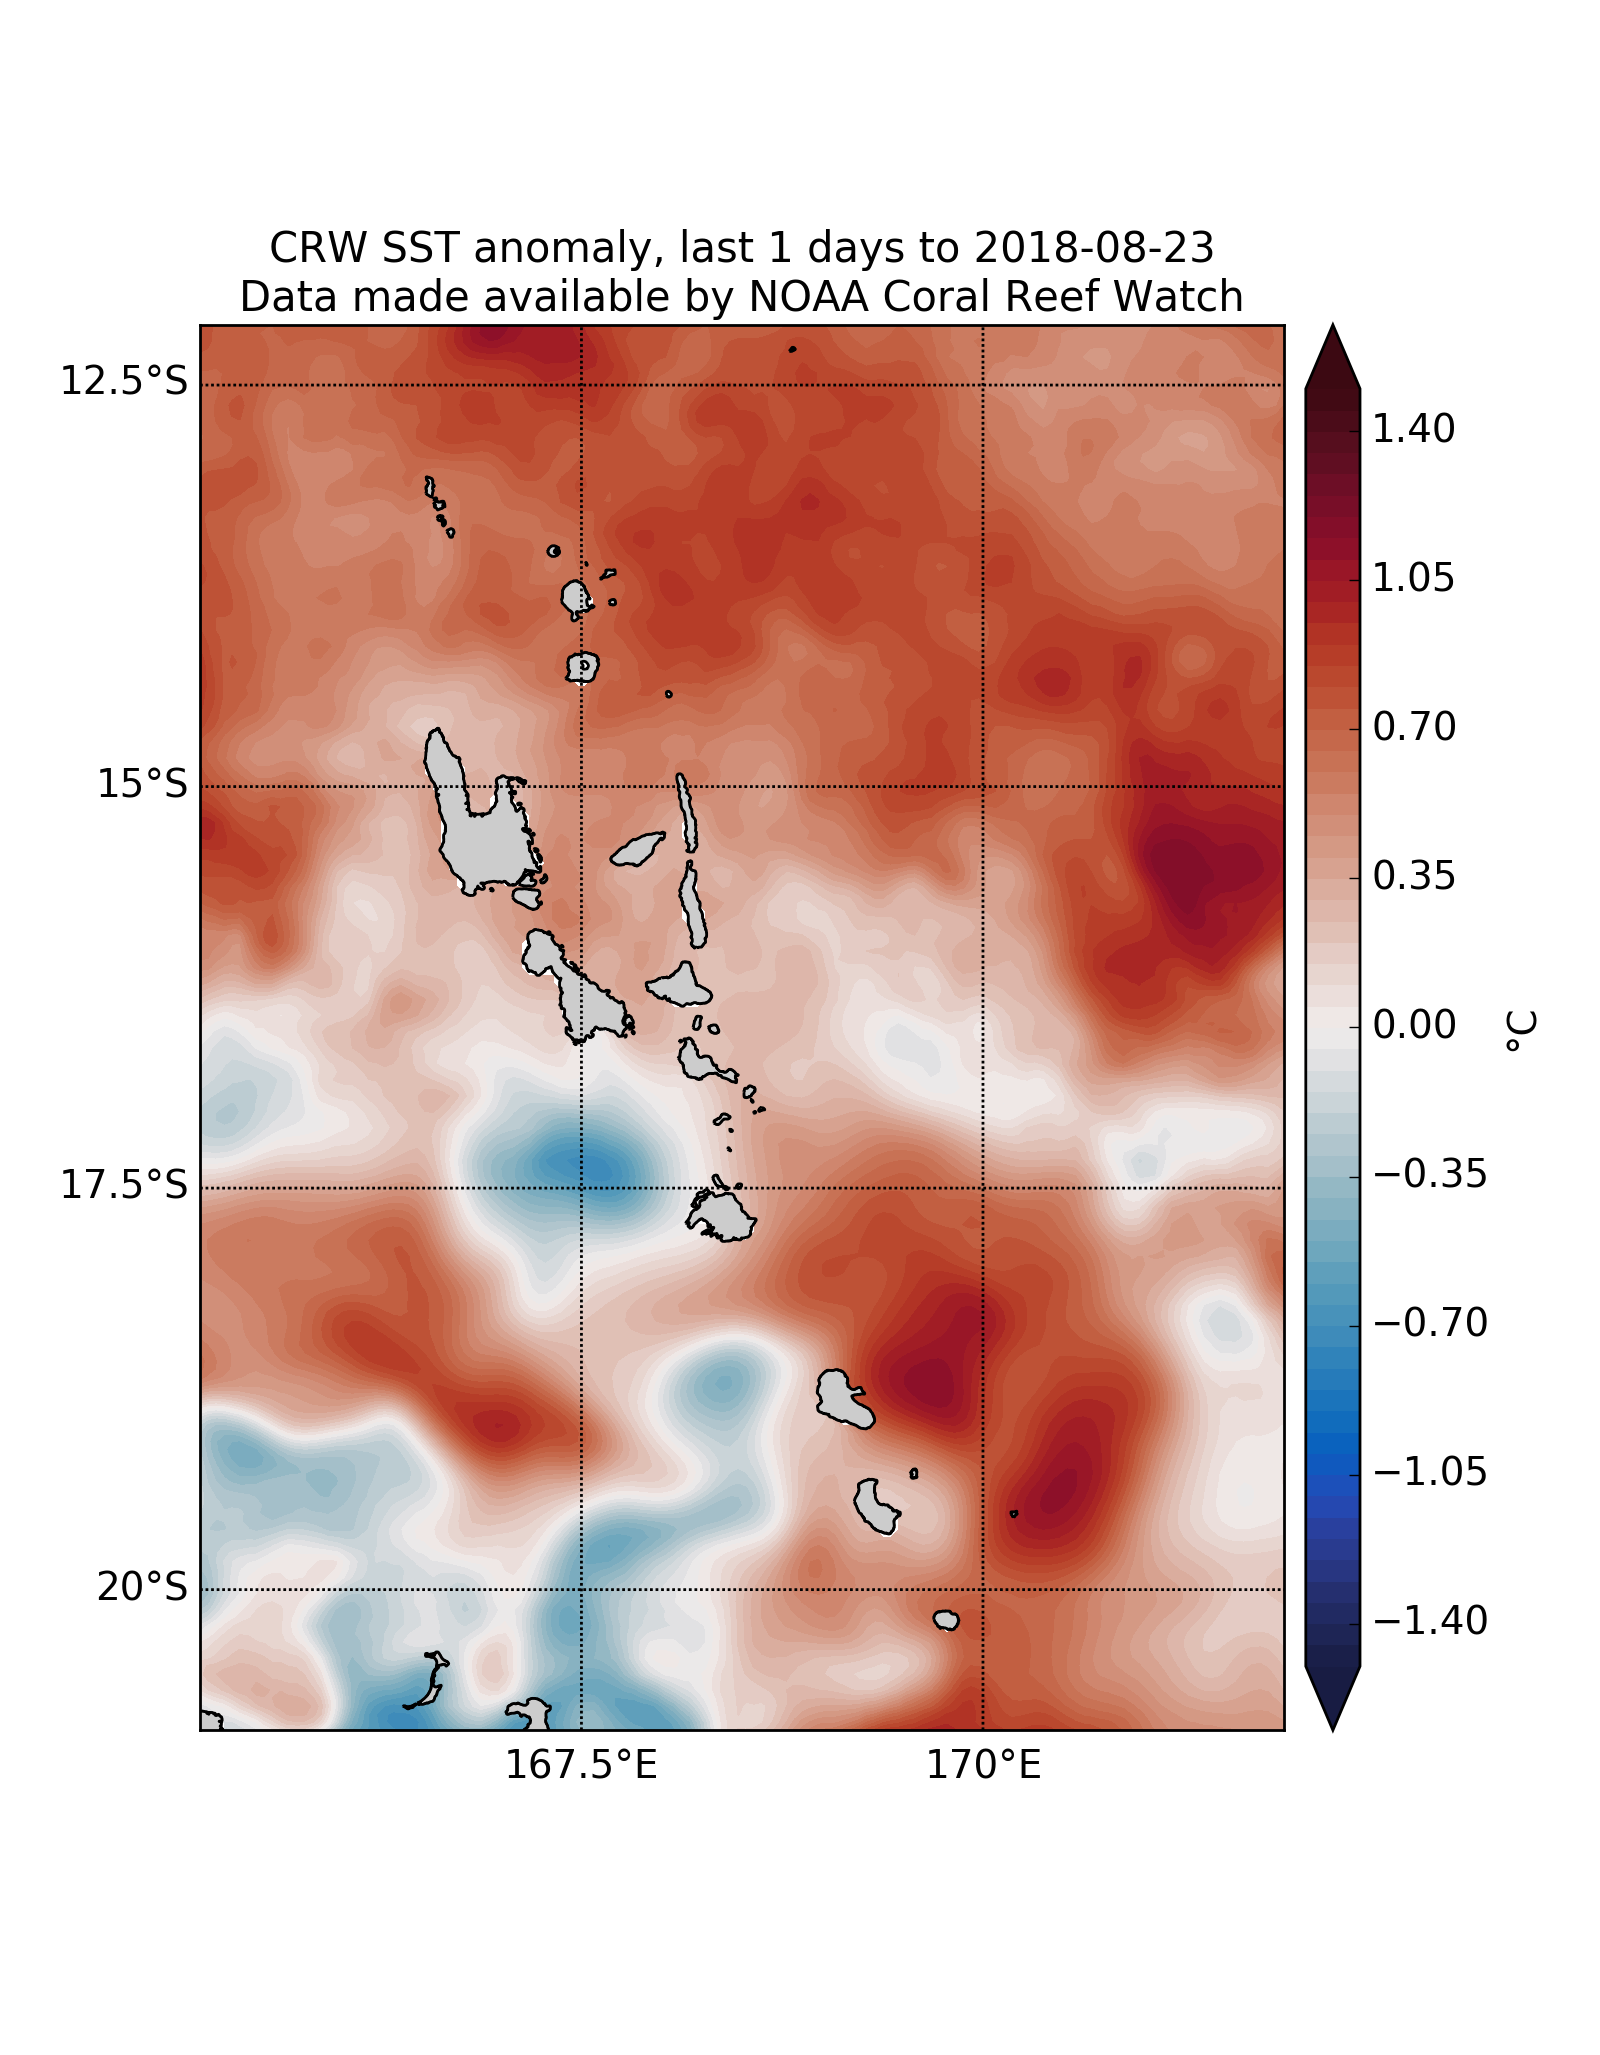 CRW SST anomaly, last 1 days to 2018-08-23
Data made available by NOAA Coral Reef Watch
12.5°S
15°S
17.5°S
20°S
167.5°E
170°E
1.40
1.05
0.70
0.35
0.00
−0.35
−0.70
−1.05
−1.40
°C